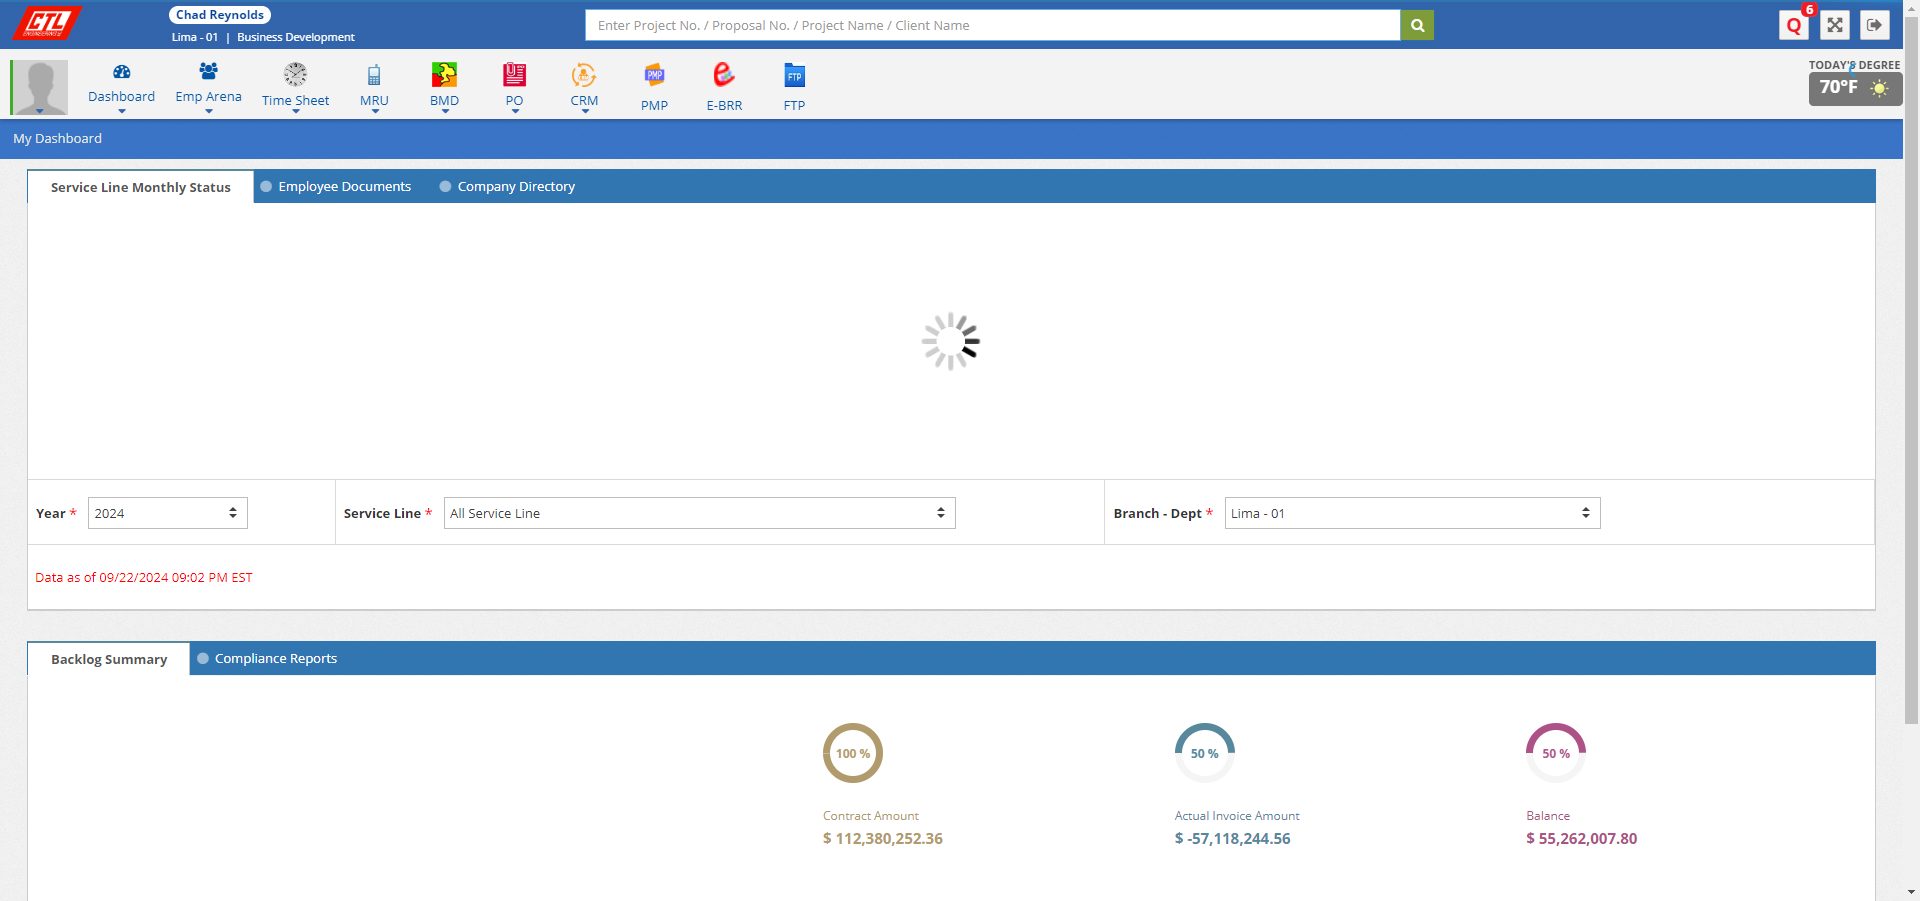 CTL
ENGINEERING
Chad Reynolds
Lima - 01 | Business Development
Enter Project No. / Proposal No. / Project Name / Client Name
Q
6
Dashboard
Emp Arena
Time Sheet
MRU
BMD
PO
CRM
PMP
PMP
E-BRR
FTP
FTP
TODAY'S DEGREE
70°F
My Dashboard
Service Line Monthly Status
Employee Documents
Company Directory
Year *
2024
Service Line *
All Service Line
Branch - Dept *
Lima - 01
Data as of 09/22/2024 09:02 PM EST
Backlog Summary
Compliance Reports
100 %
50 %
50 %
Contract Amount
Actual Invoice Amount
Balance
$ 112,380,252.36
$ -57,118,244.56
$ 55,262,007.80